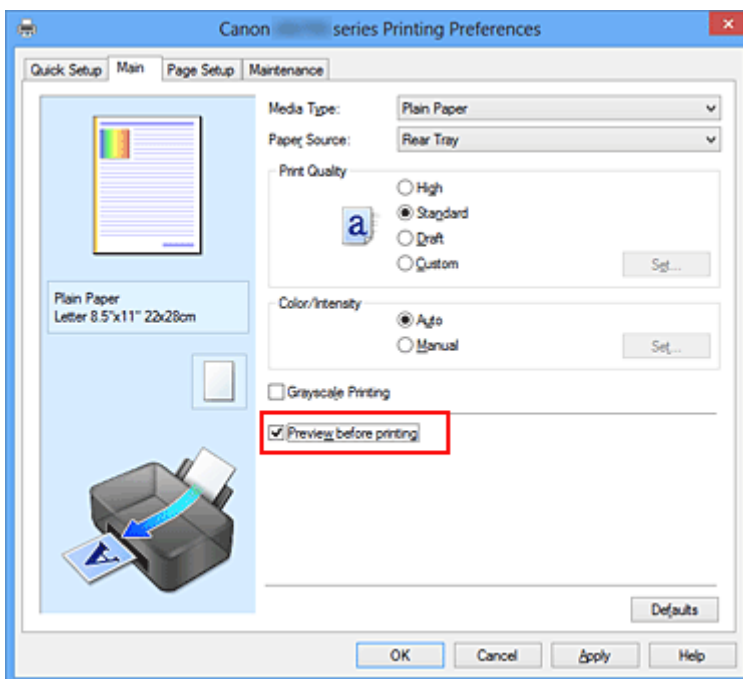 Canon series Printing Preferences
Quick Setup Main Page Setup Maintenance
Media Type: Plain Paper
Paper Source: Rear Tray
Print Quality
High
a Standard
Draft
Custom Set...
Plain Paper
Letter 8.5"x11" 22x28cm
Color/Intensity
Auto
Manual Set...
Grayscale Printing
Preview before printing
A
Defaults
OK Cancel Apply Help